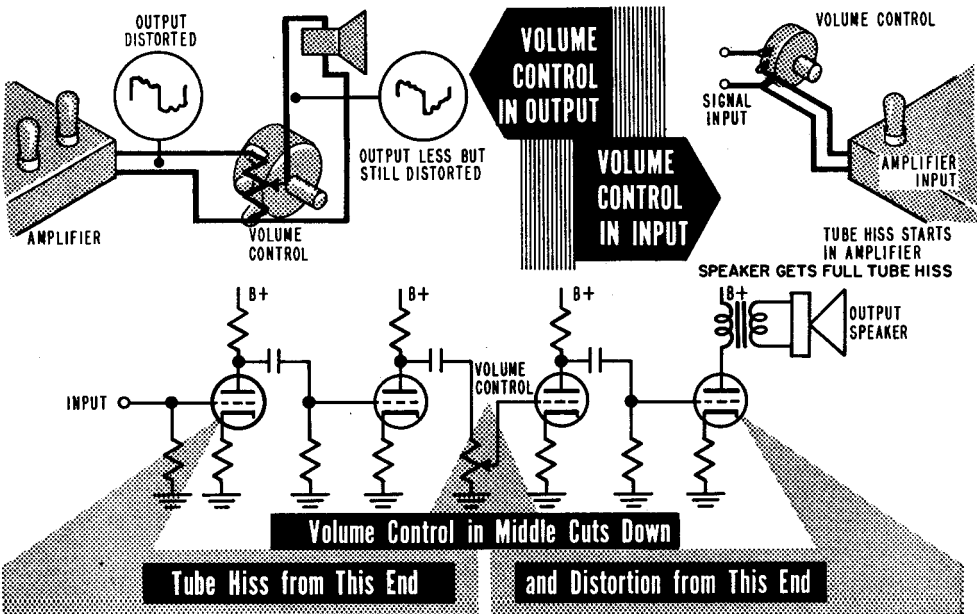 OUTPUT
DISTORTED
VOLUME
CONTROL
IN OUTPUT
VOLUME CONTROL
SIGNAL
INPUT
OUTPUT LESS BUT
STILL DISTORTED
VOLUME
CONTROL
IN INPUT
AMPLIFIER
INPUT
AMPLIFIER
VOLUME
CONTROL
TUBE HISS STARTS
IN AMPLIFIER
SPEAKER GETS FULL TUBE HISS
B+
B+
B+
B+
OUTPUT
SPEAKER
VOLUME
CONTROL
INPUT
Volume Control in Middle Cuts Down
Tube Hiss from This End
and Distortion from This End